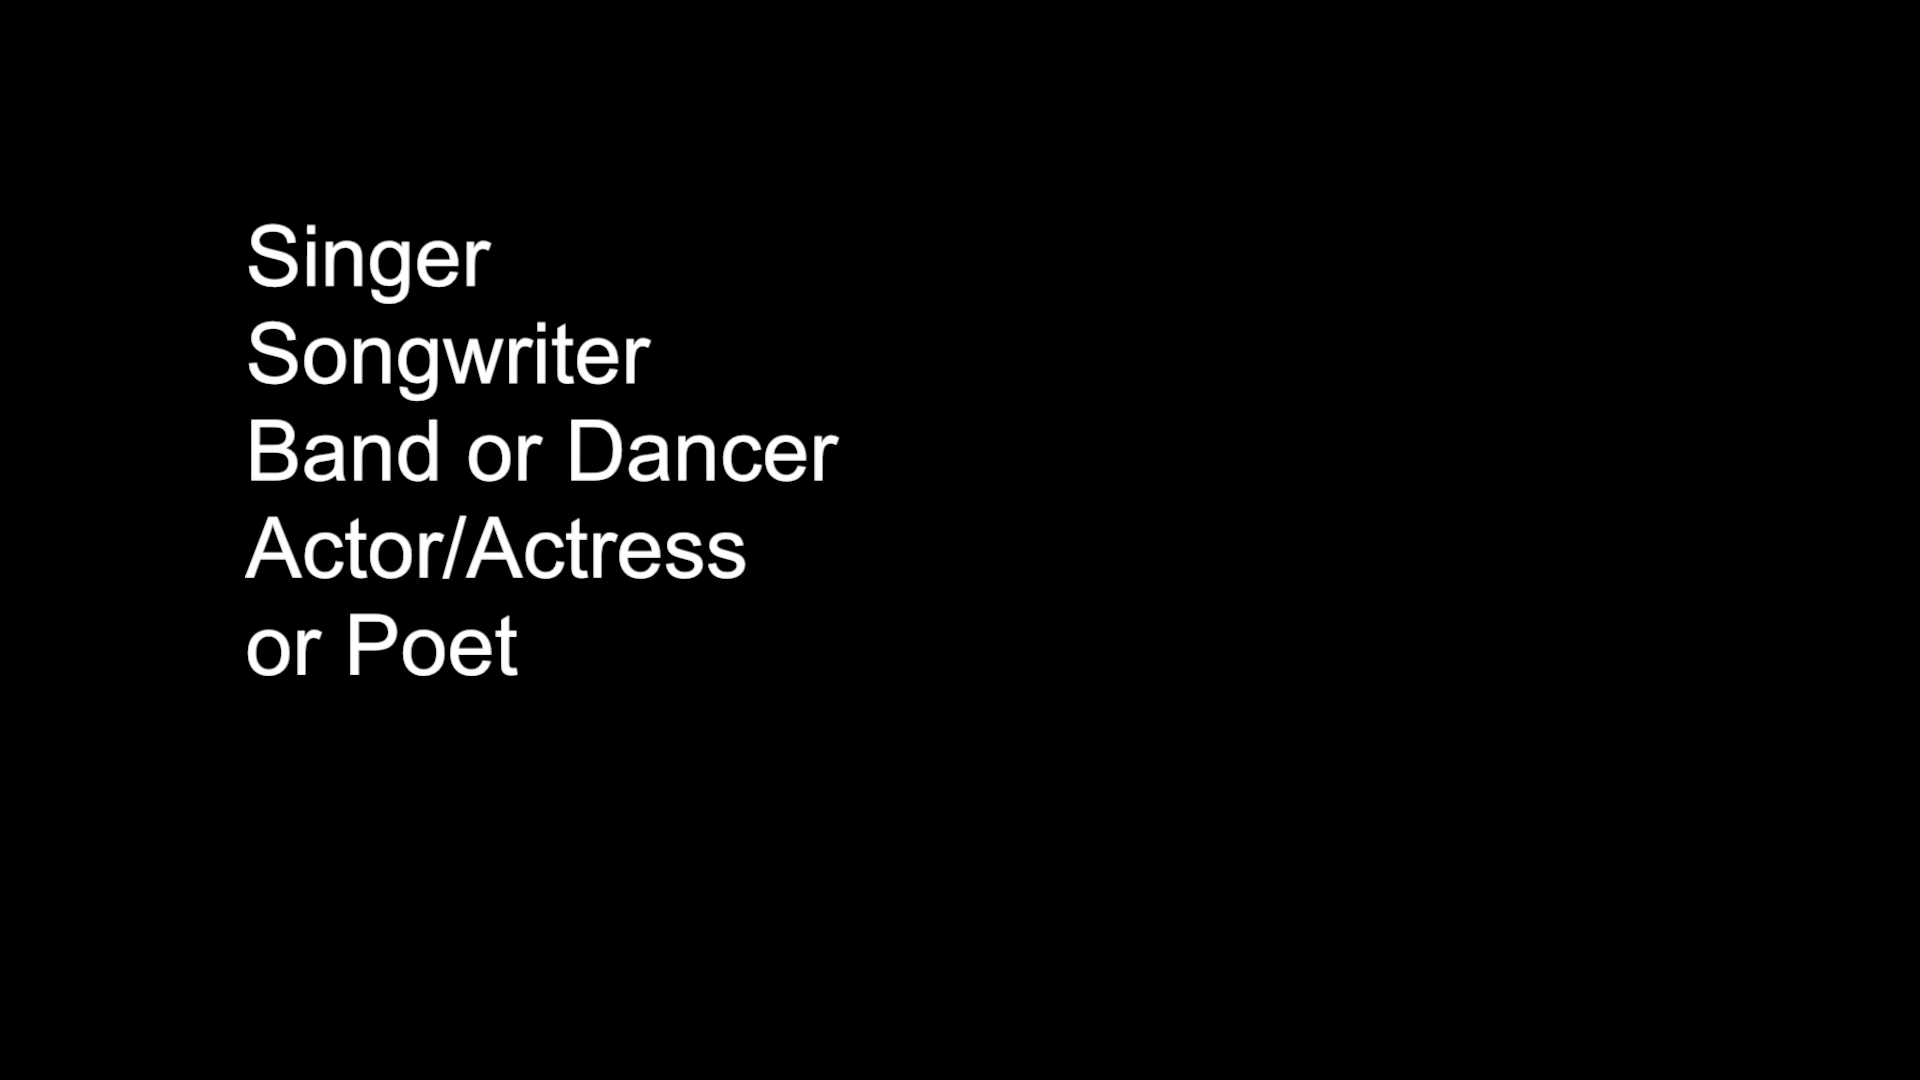 Singer
Songwriter
Band or Dancer
Actor/Actress
or Poet